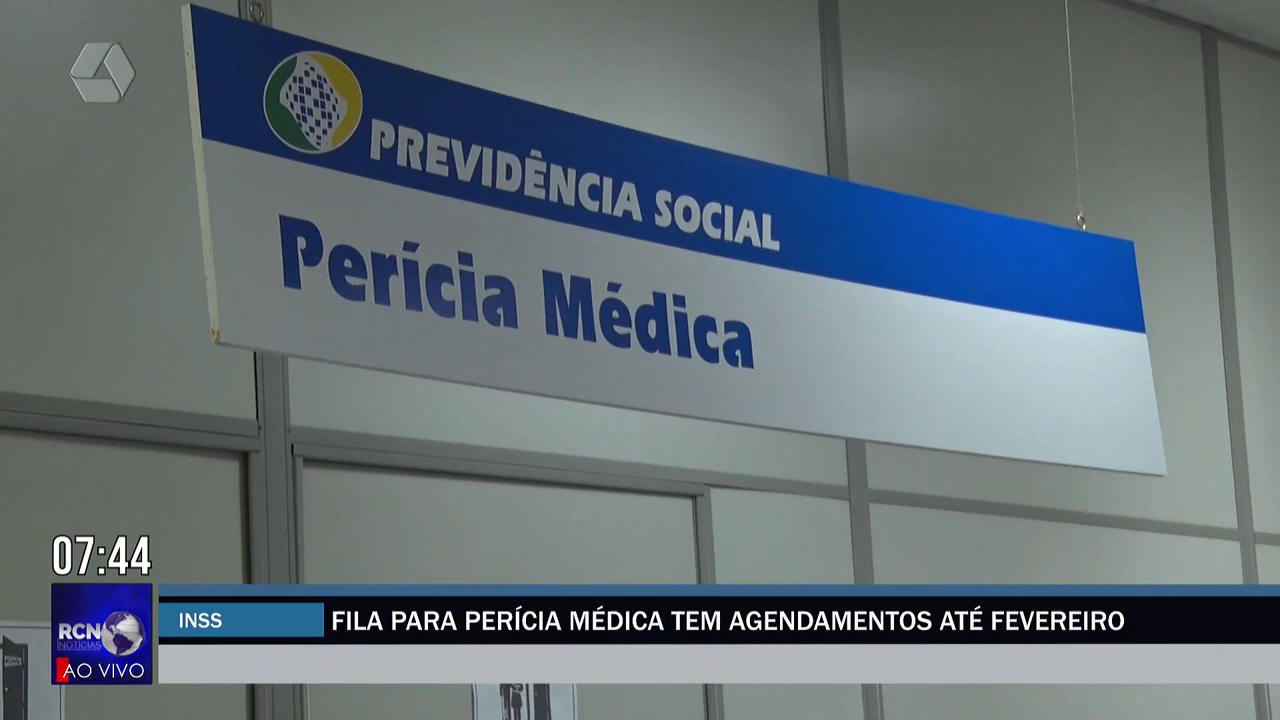 PREVIDÊNCIA SOCIAL
Perícia Médica
07:44
INSS
FILA PARA PERÍCIA MÉDICA TEM AGENDAMENTOS ATÉ FEVEREIRO
RCN
NOTÍCIAS
AO VIVO